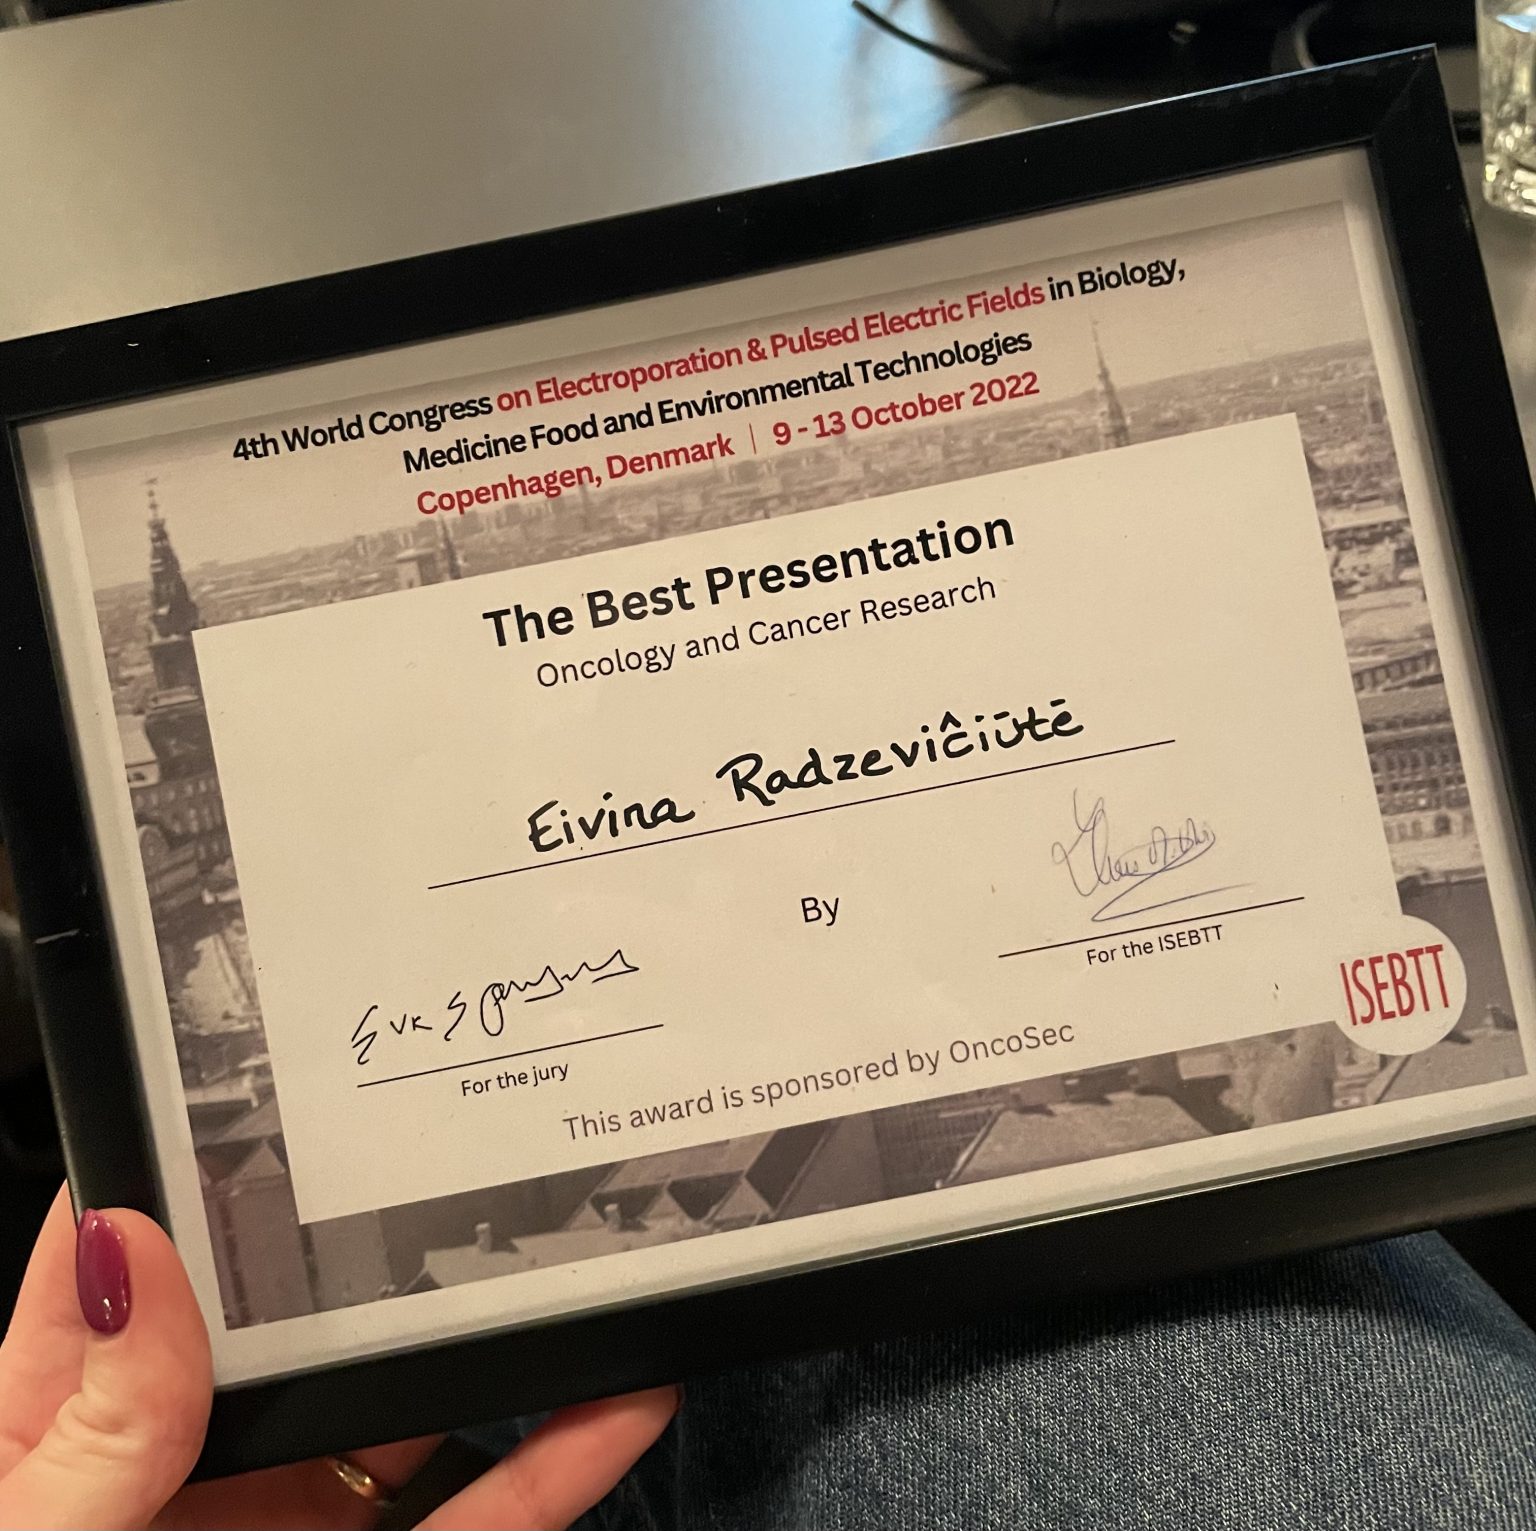 4th World Congress on Electroporation & Pulsed Electric Fields in Biology,
Medicine Food and Environmental Technologies
Copenhagen, Denmark | 9 - 13 October 2022
The Best Presentation
Oncology and Cancer Research
Eivina Radzevičiūtė
By
For the jury
For the ISEBTT
ISEBTT
This award is sponsored by OncoSec